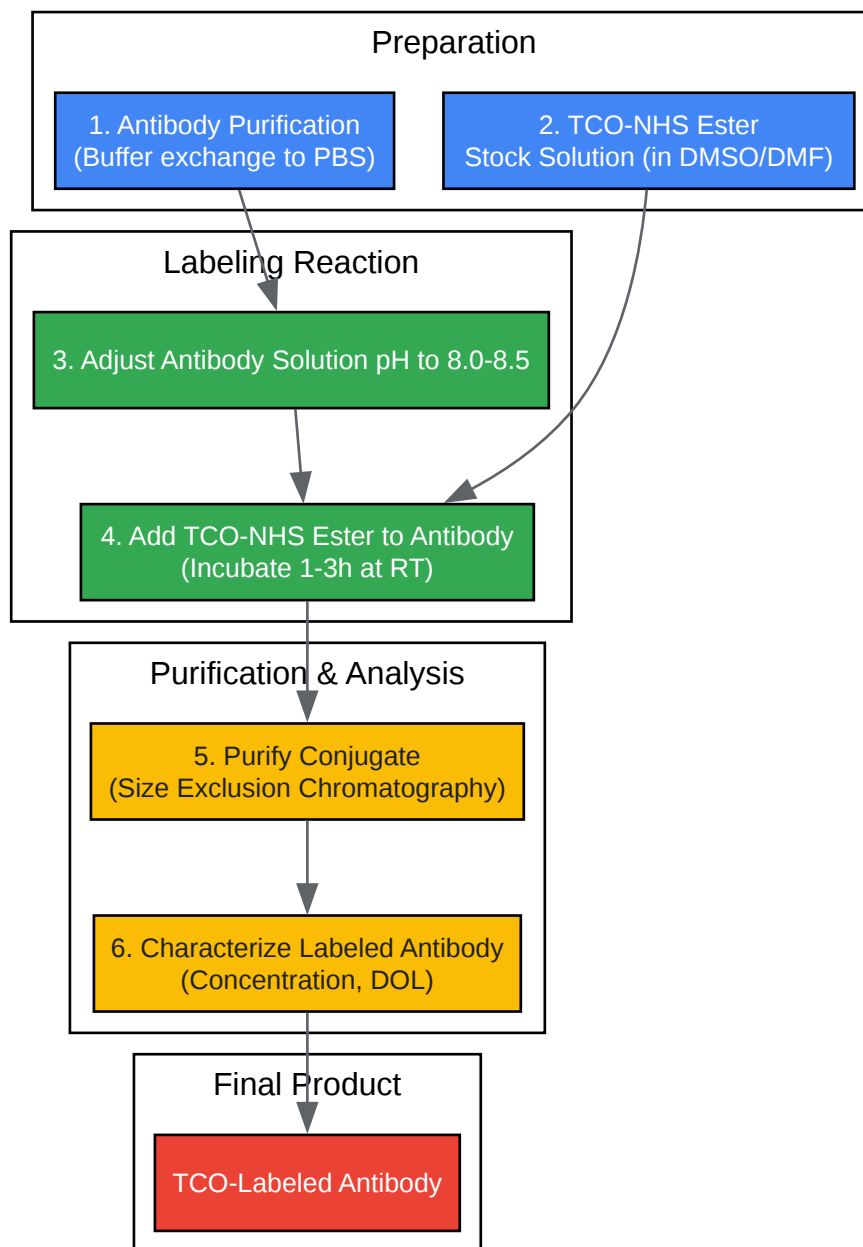 Preparation
1. Antibody Purification
(Buffer exchange to PBS)
2. TCO-NHS Ester
Stock Solution (in DMSO/DMF)
Labeling Reaction
3. Adjust Antibody Solution pH to 8.0-8.5
4. Add TCO-NHS Ester to Antibody
(Incubate 1-3h at RT)
Purification & Analysis
5. Purify Conjugate
(Size Exclusion Chromatography)
6. Characterize Labeled Antibody
(Concentration, DOL)
Final Product
TCO-Labeled Antibody